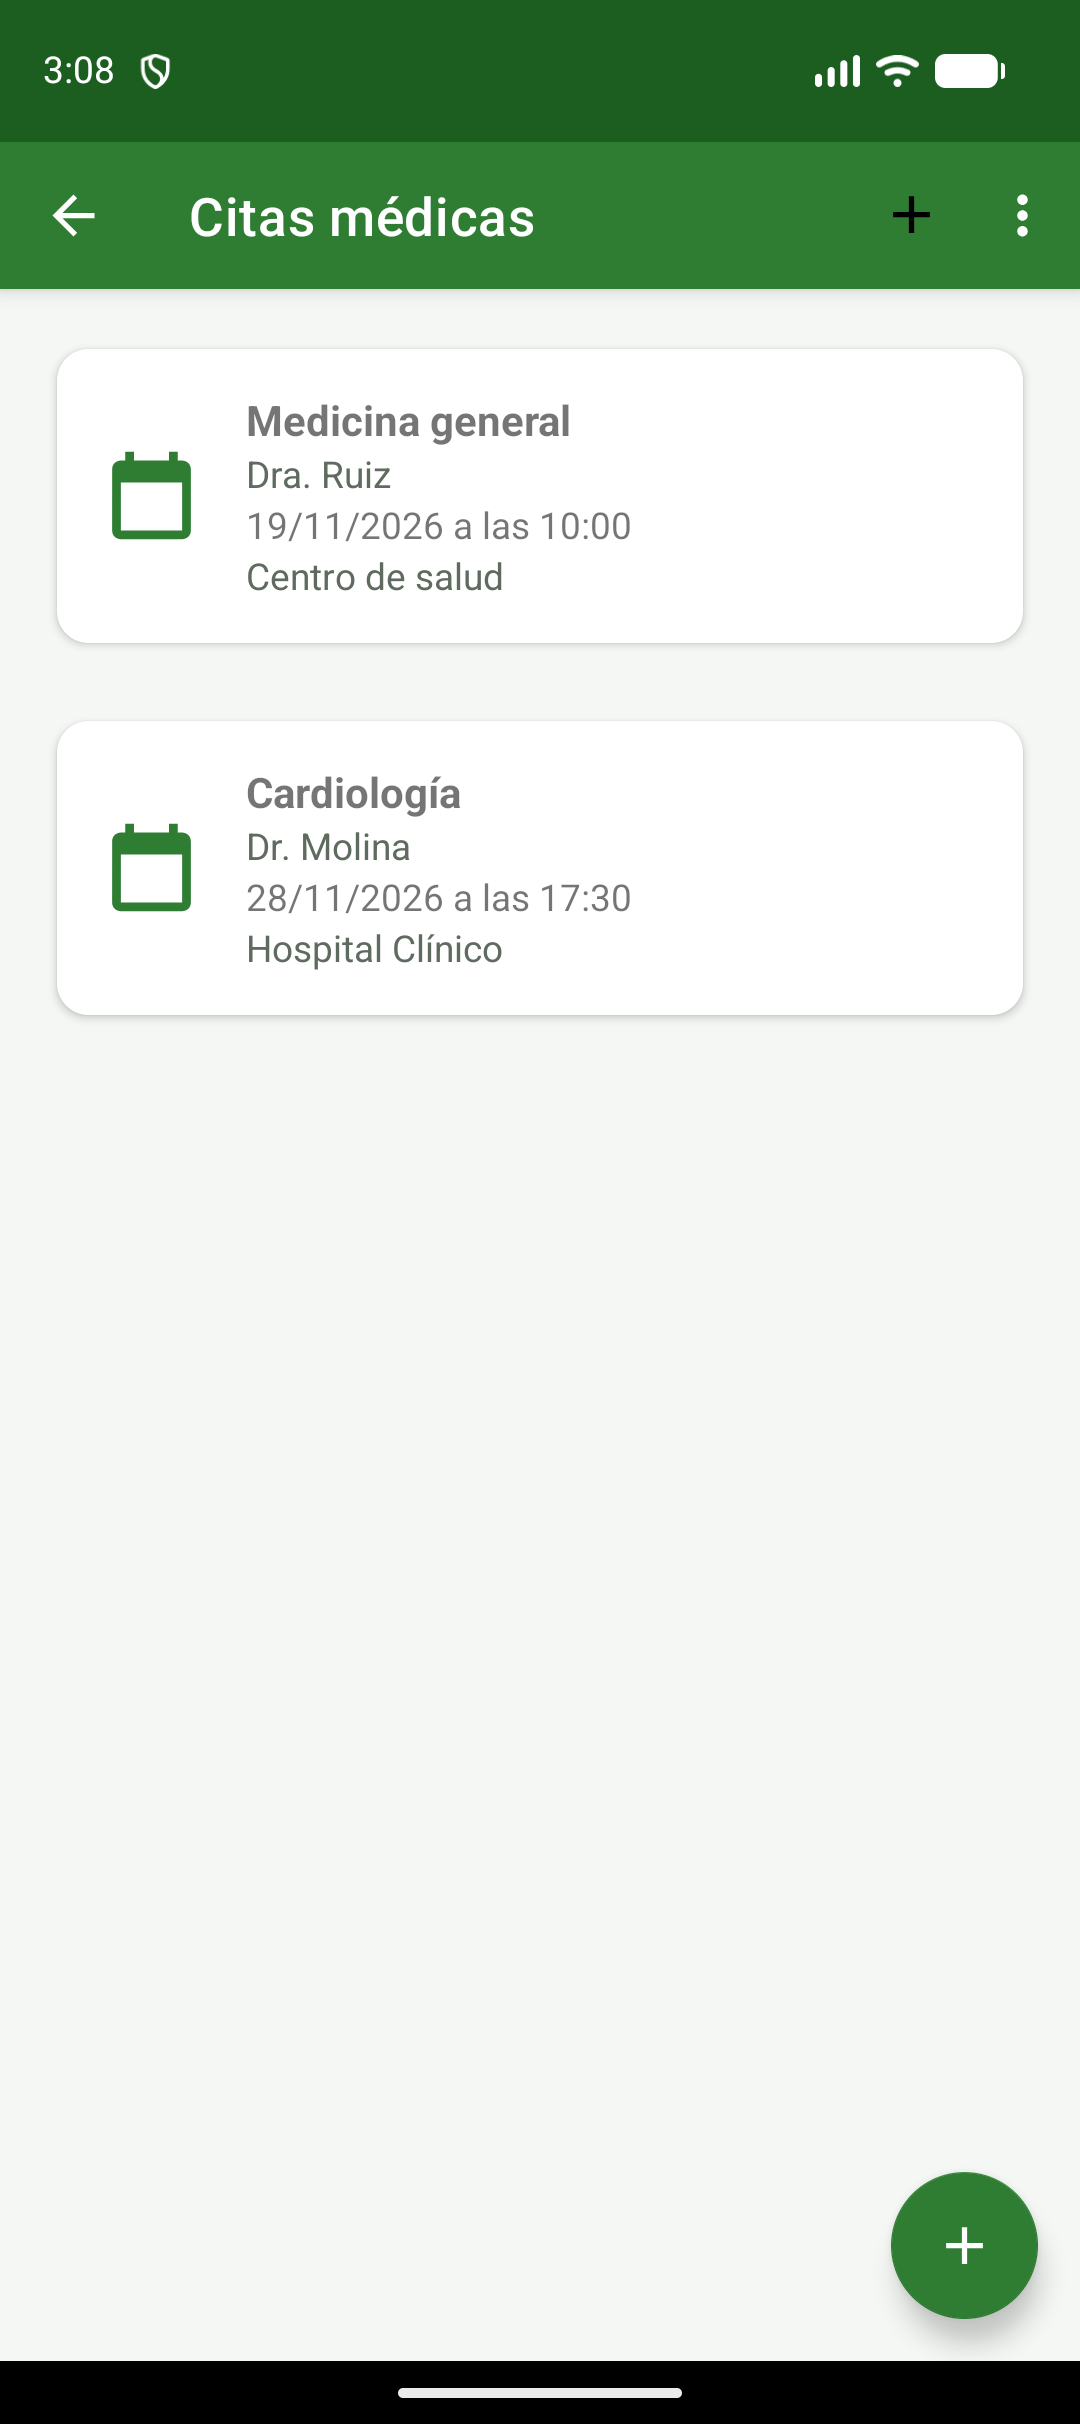 3:08
Citas médicas
Medicina general
Dra. Ruiz
19/11/2026 a las 10:00
Centro de salud
Cardiología
Dr. Molina
28/11/2026 a las 17:30
Hospital Clínico